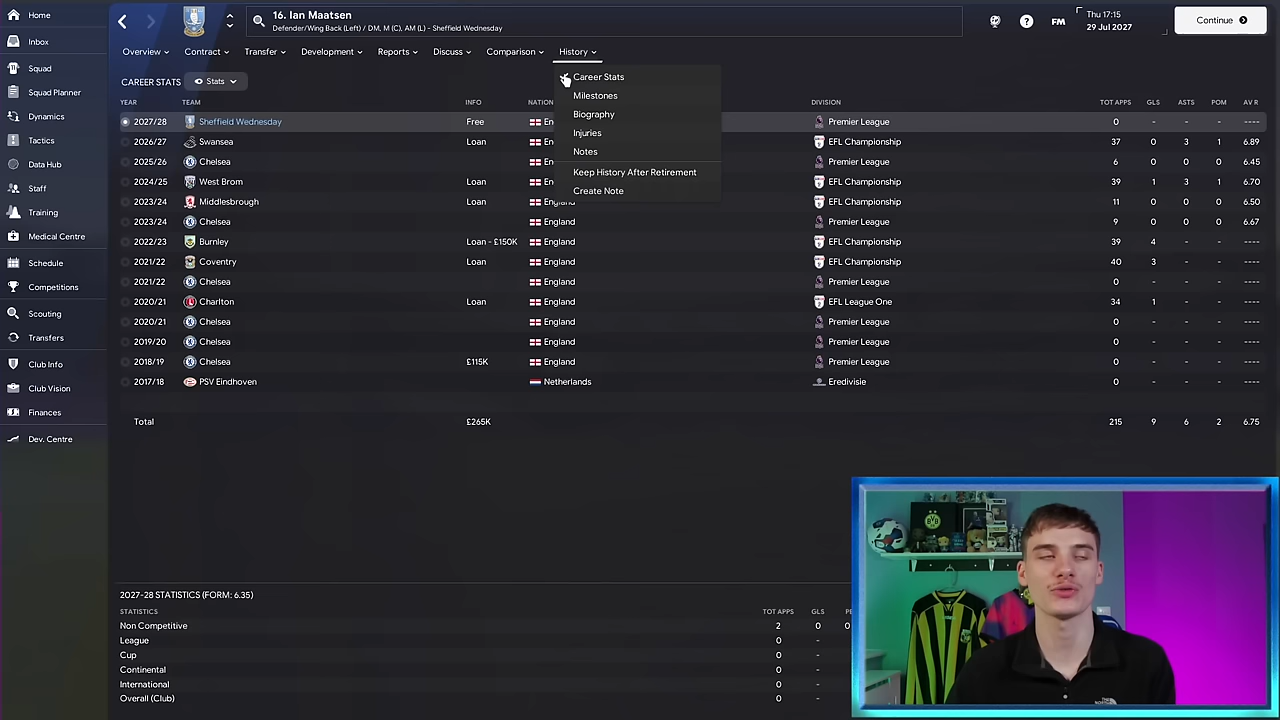 16. Ian Maatsen
Defender/Wing Back (Left) / DM, M (C), AM (L) - Sheffield Wednesday
FM
Thu 17:15
29 Jul 2027
Continue
Home
Inbox
Squad
Squad Planner
Dynamics
Tactics
Data Hub
Staff
Training
Medical Centre
Schedule
Competitions
Scouting
Transfers
Club Info
Club Vision
Finances
Dev. Centre
Overview Contract Transfer Development Reports Discuss Comparison History
Career Stats
Milestones
Biography
Injuries
Notes
Keep History After Retirement
Create Note
CAREER STATS Stats
YEAR TEAM INFO NATION DIVISION TOT APPS GLS ASTS POM AV R
2027/28 Sheffield Wednesday Free En Premier League 0 - - - ----
2026/27 Swansea Loan En EFL Championship 37 0 3 1 6.89
2025/26 Chelsea En Premier League 6 0 0 0 6.45
2024/25 West Brom Loan En EFL Championship 39 1 3 1 6.70
2023/24 Middlesbrough Loan England EFL Championship 11 0 0 0 6.50
2023/24 Chelsea England Premier League 9 0 0 0 6.67
2022/23 Burnley Loan - £150K England EFL Championship 39 4 - - ----
2021/22 Coventry Loan England EFL Championship 40 3 - - ----
2021/22 Chelsea England Premier League 0 - - - ----
2020/21 Charlton Loan England EFL League One 34 1 - - ----
2020/21 Chelsea England Premier League 0 - - - ----
2019/20 Chelsea England Premier League 0 - - - ----
2018/19 Chelsea £115K England Premier League 0 - - - ----
2017/18 PSV Eindhoven Netherlands Eredivisie 0 - - - ----
Total £265K 215 9 6 2 6.75
2027-28 STATISTICS (FORM: 6.35)
STATISTICS TOT APPS GLS
Non Competitive 2 0 0
League 0 -
Cup 0 -
Continental 0 -
International 0 -
Overall (Club) 0 -
BVB